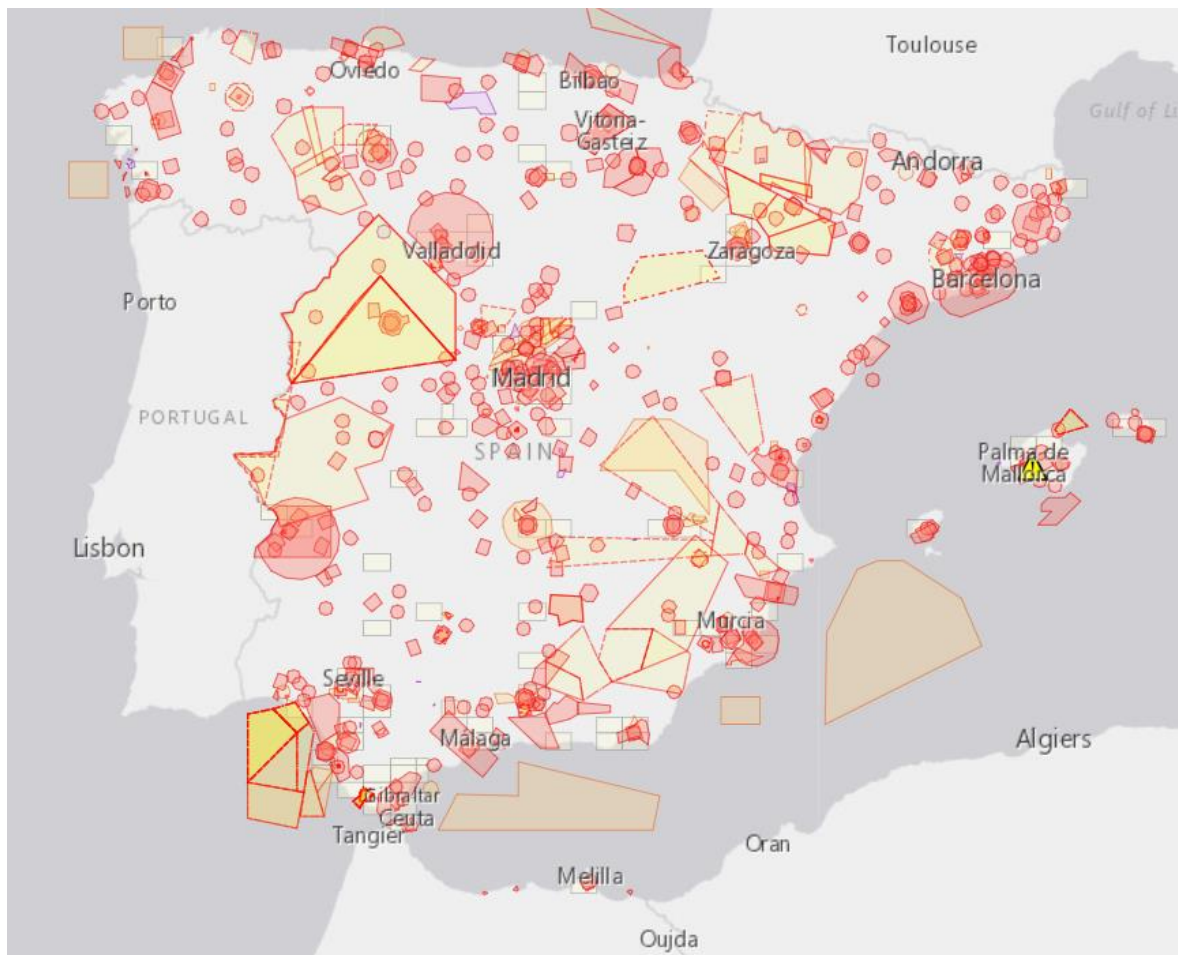 Toulouse
Oviedo
Bilbao
Gulf of Li
Vitoria-
Gasteiz
Andorra
Valladolid
Zaragoza
Barcelona
Porto
Madrid
PORTUGAL
SPAIN
Palma de
Mallorca
Lisbon
Murcia
Seville
Málaga
Algiers
Gibraltar
Ceuta
Tangier
Oran
Melilla
Oujda